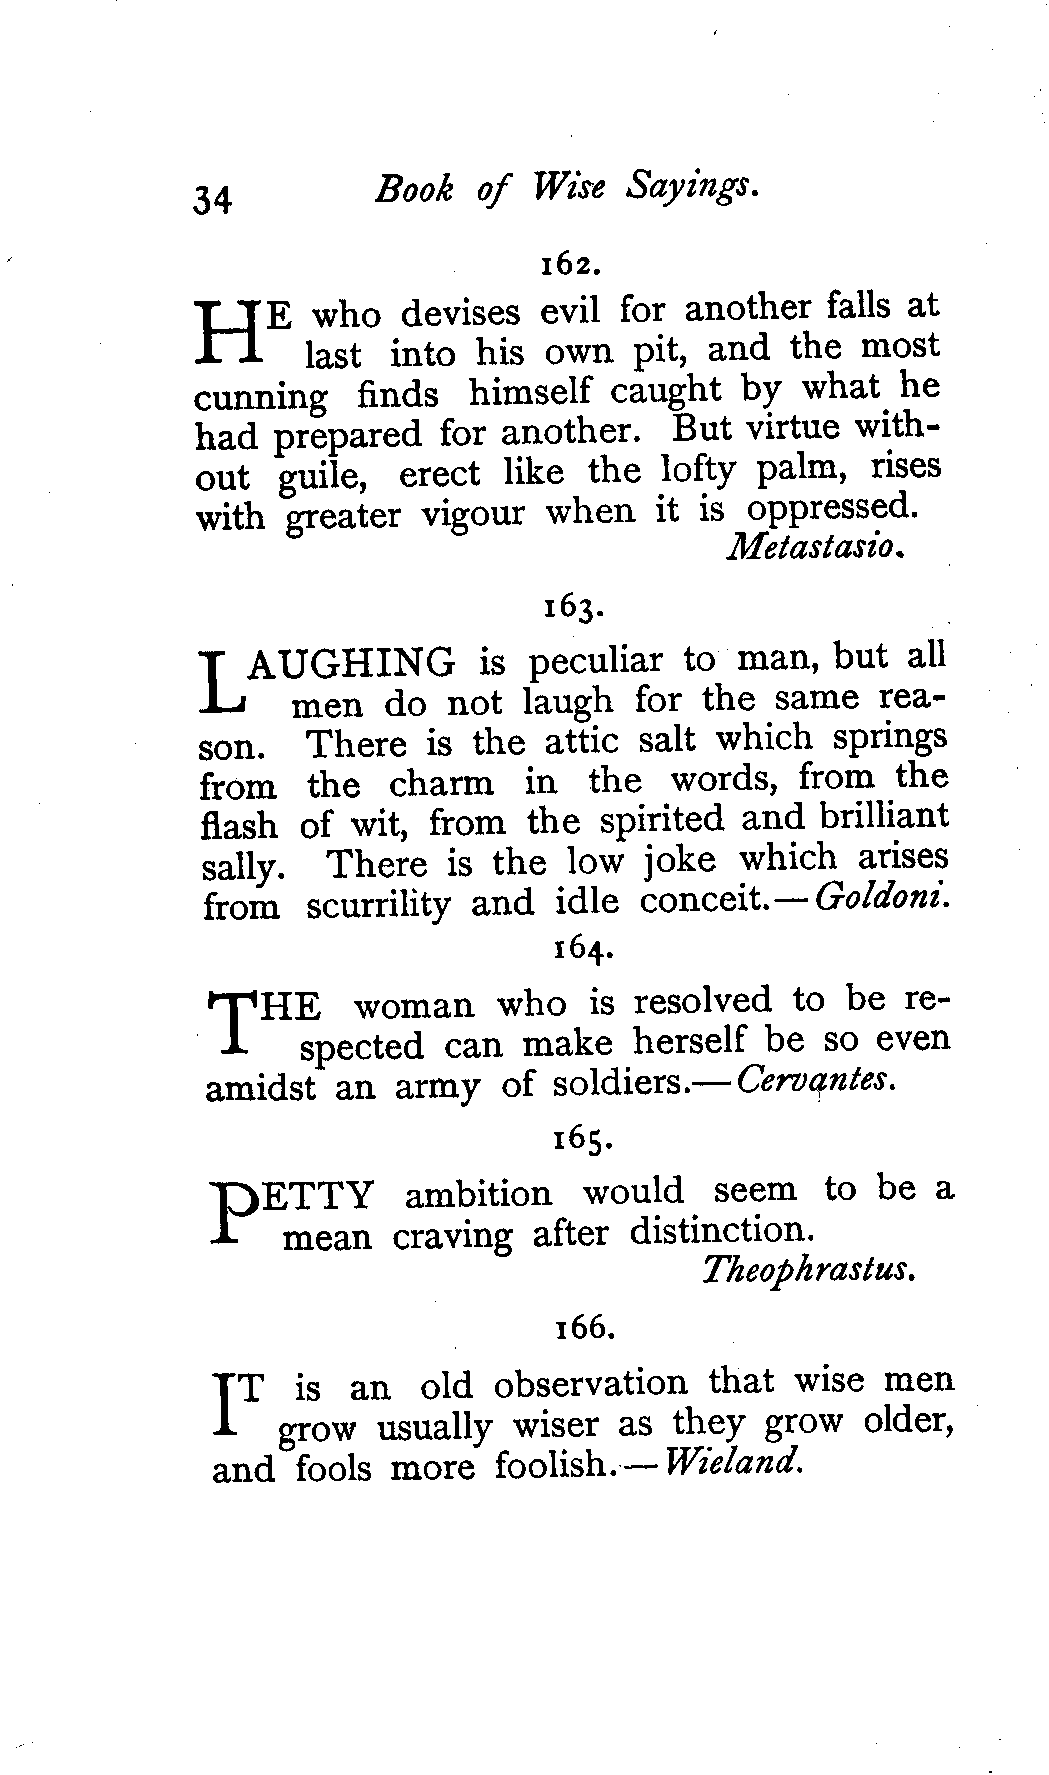 34 Book of Wise Sayings.
162.
HE who devises evil for another falls at
last into his own pit, and the most
cunning finds himself caught by what he
had prepared for another. But virtue with-
out guile, erect like the lofty palm, rises
with greater vigour when it is oppressed.
Metastasio.
163.
LAUGHING is peculiar to man, but all
men do not laugh for the same rea-
son. There is the attic salt which springs
from the charm in the words, from the
flash of wit, from the spirited and brilliant
sally. There is the low joke which arises
from scurrility and idle conceit.—Goldoni.
164.
THE woman who is resolved to be re-
spected can make herself be so even
amidst an army of soldiers.—Cervantes.
165.
PETTY ambition would seem to be a
mean craving after distinction.
Theophrastus.
166.
IT is an old observation that wise men
grow usually wiser as they grow older,
and fools more foolish.—Wieland.